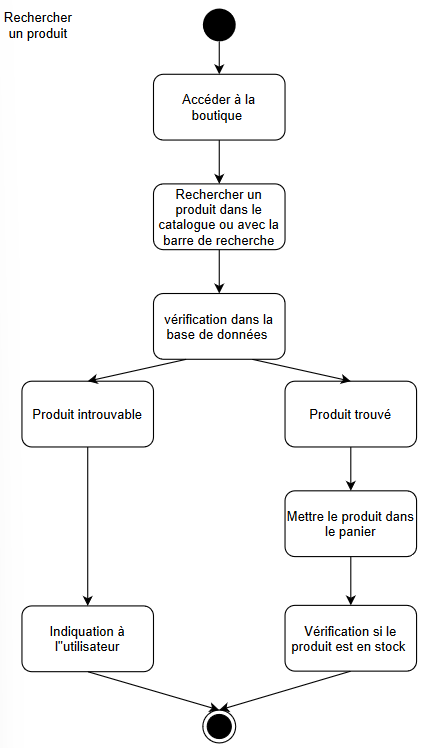 Rechercher
un produit
Accéder à la
boutique
Rechercher un
produit dans le
catalogue ou avec la
barre de recherche
vérification dans la
base de données
Produit introuvable
Produit trouvé
Mettre le produit dans
le panier
Indiquation à
l''utilisateur
Vérification si le
produit est en stock